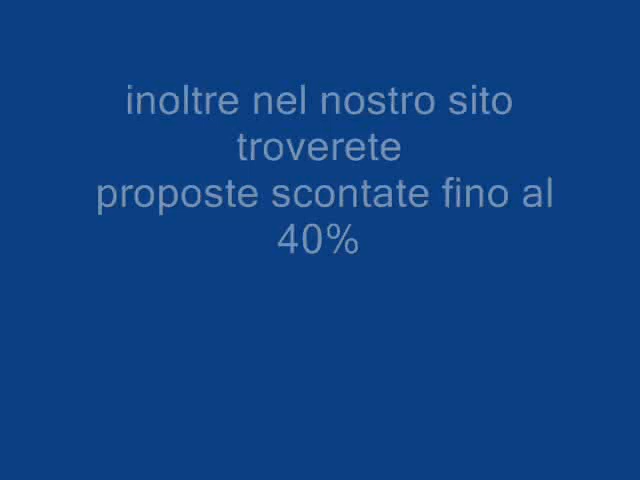 inoltre nel nostro sito
troverete
proposte scontate fino al
40%